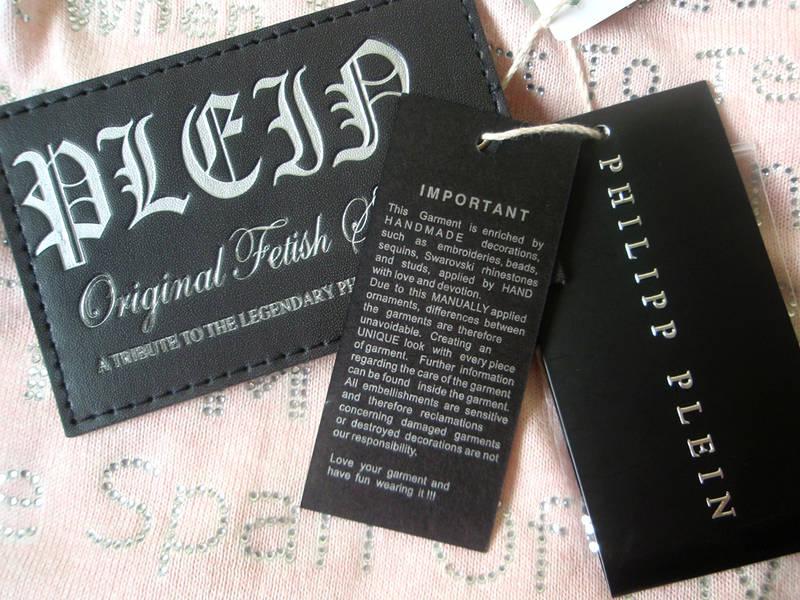 PLEIN
Original Fetish
A TRIBUTE TO THE LEGENDARY
IMPORTANT
This Garment is enriched by
HANDMADE decorations,
such as embroideries, beads,
sequins, Swarovski rhinestones
and studs, applied by HAND
with love and devotion.
Due to this MANUALLY applied
ornaments, differences between
the garments are therefore
unavoidable. Creating an
UNIQUE look with every piece
of garment. Further information
regarding the care of the garment
can be found inside the garment.
All embellishments are sensitive
and therefore reclamations
concerning damaged garments
or destroyed decorations are not
our responsibility.
Love your garment and
have fun wearing it !!!
PHILIPP PLEIN
To